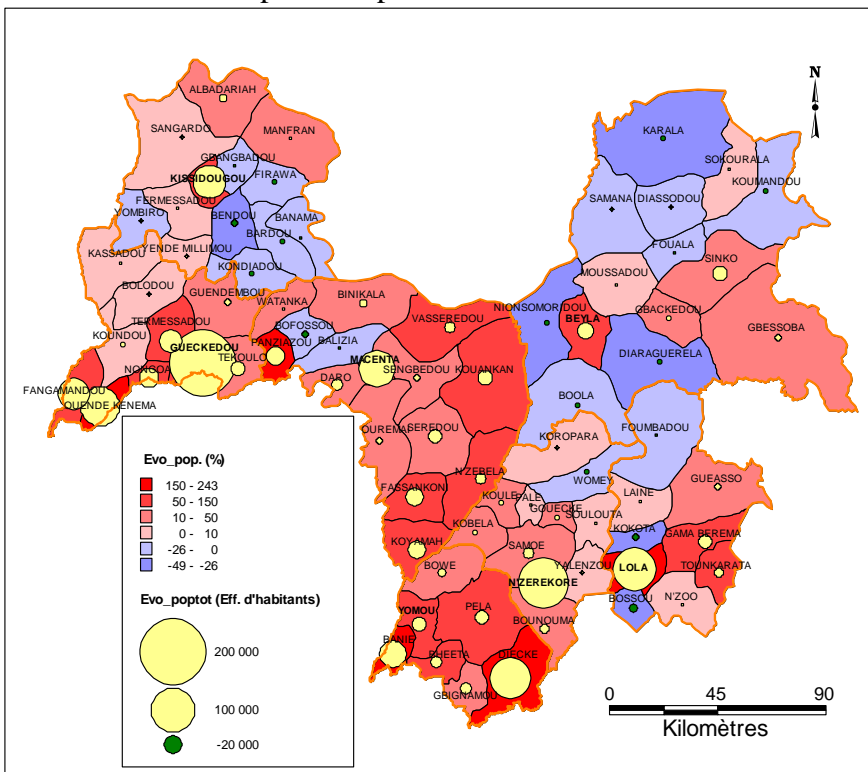 ALBADARIAH
N
SANGARDO
MANFRAN
KARALA
GBANGBADOU
SOKOURALA
KISSIDOUGOU
FIRAWA
KOUMANDOU
FERMESSADOU
SAMANA
DIASSODOU
YOMBIRO
BENDOU
BANAMA
BARDOU
FOUALA
KASSADOU
YENDE MILLIMOU
SINKO
KONDIADOU
MOUSSADOU
BOLODOU
GUENDEMBOU
BINIKALA
WATANKA
NIONSOMORIDOU
GBACKEDOU
TERMESSADOU
BOFOSSOU
VASSEREDOU
BEYLA
GBESSOBA
KOUNDOU
GUECKEDOU
PANZIAZOU
BALIZIA
TEKOULO
MACENTA
SENGBEDOU
KOUANKAN
DIARAGUERELA
NONGOA
FANGAMANDOU
DARO
OUENDE KENEMA
BOOLA
OUREMAI
SEREDOU
KOROPARA
FOUMBADOU
N'ZEBELA
WOMEY
GUEASSO
FASSANKONI
KOULE
PALE
LAINE
GOUECKE
SOULOUTA
KOBELA
KOKOTA
GAMA BEREMA
KOYAMAH
SAMOE
BOWE
YALENZOU
LOLA
TOUNKARATA
N'ZEREKORE
BOSSOU
N'ZOO
YOMOU
PELA
BOUNOUMA
BANIE
BHEETA
DIECKE
GBIGNAMOU
Evo_pop. (%)
150 - 243
50 - 150
10 - 50
0 - 10
-26 - 0
-49 - -26
Evo_poptot (Eff. d'habitants)
200 000
100 000
-20 000
0 45 90
Kilomètres